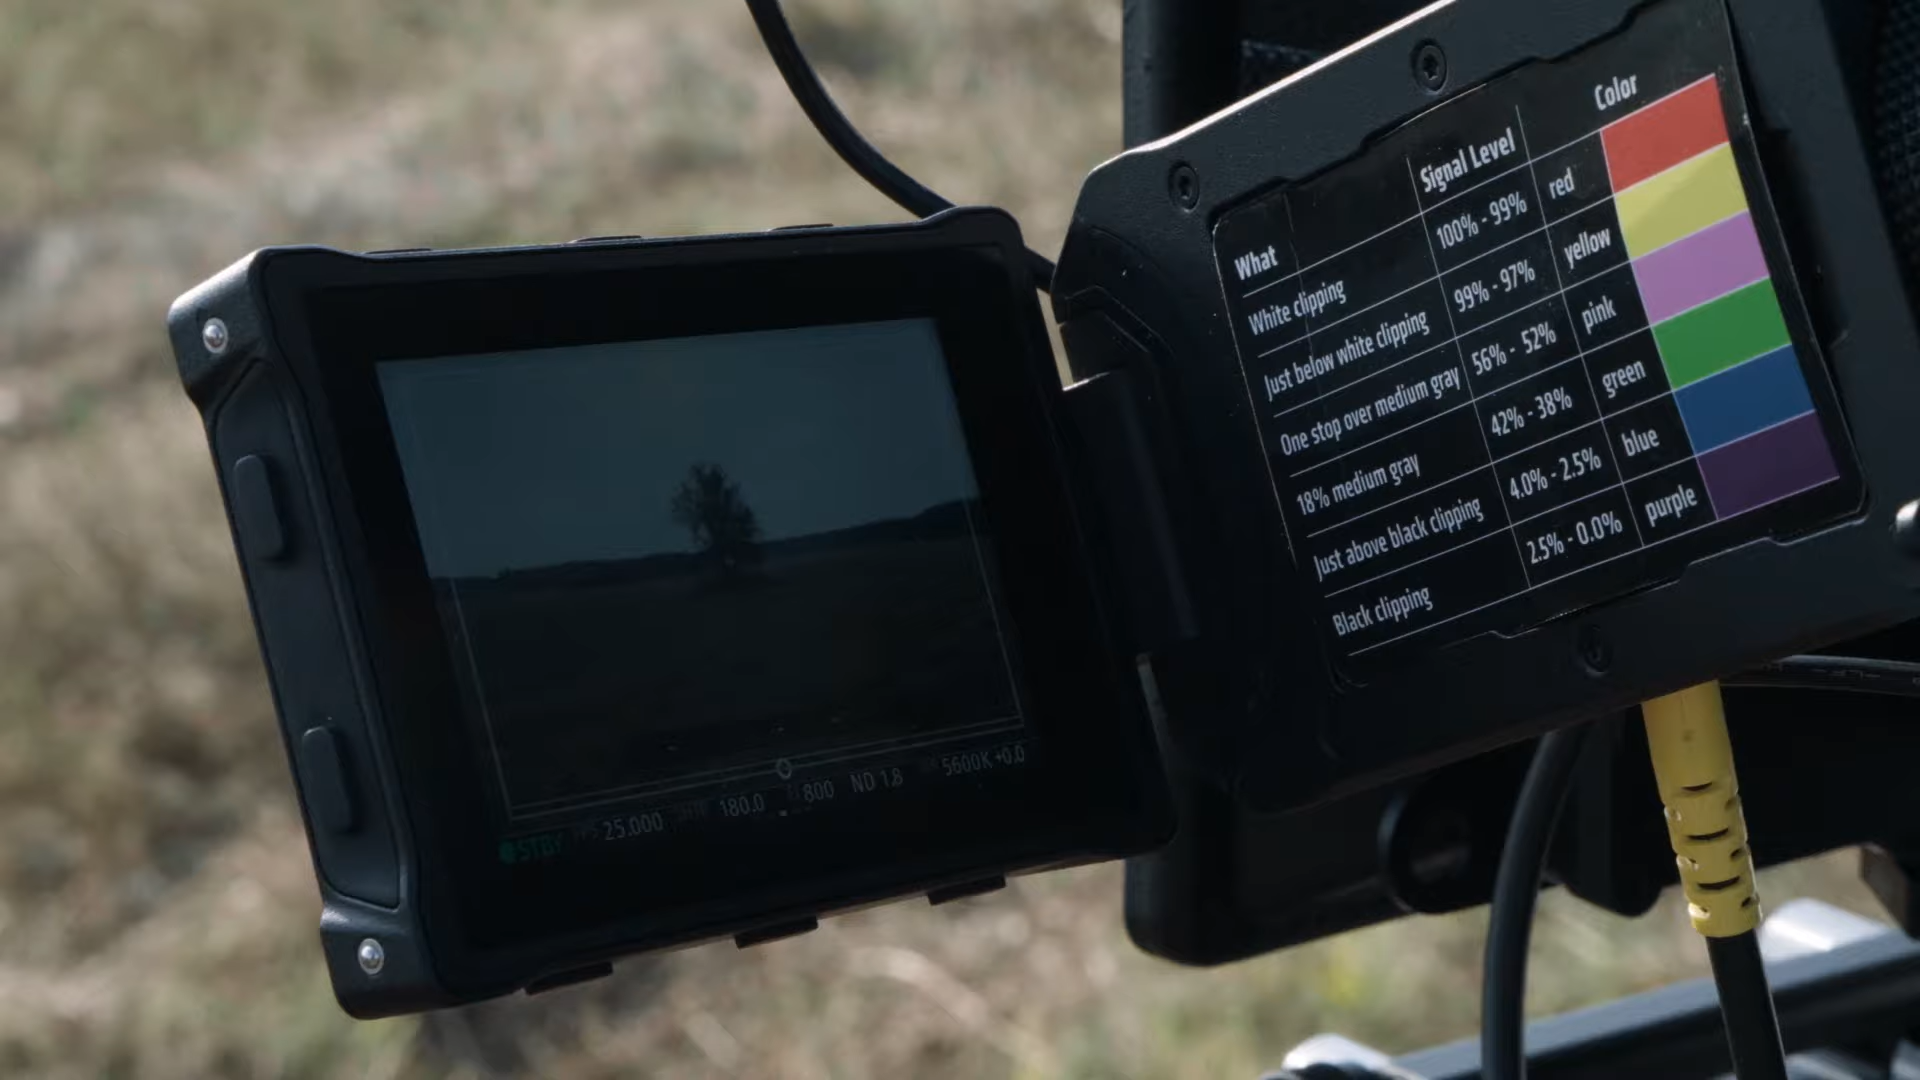 What Signal Level Color
White clipping 100% - 99% red
Just below white clipping 99% - 97% yellow
One stop over medium gray 56% - 52% pink
18% medium gray 42% - 38% green
Just above black clipping 4.0% - 2.5% blue
Black clipping 2.5% - 0.0% purple
STBY 25.000 180.0 800 ND 1.8 5600K +0.0